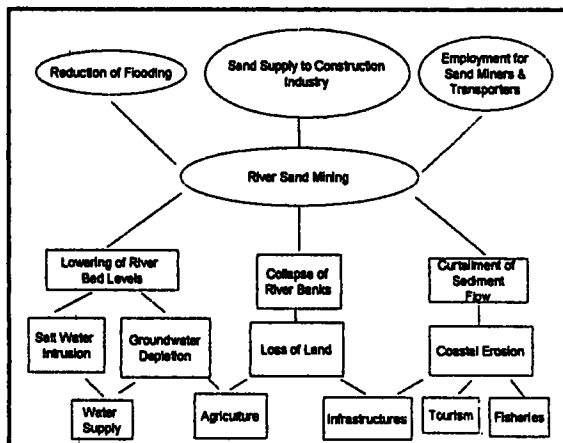 Reduction of Flooding
Sand Supply to Construction
Industry
Employment for
Sand Miners &
Transporters
River Sand Mining
Lowering of River
Bed Levels
Collapse of
River Banks
Curtailment of
Sediment
Flow
Salt Water
Intrusion
Groundwater
Depletion
Loss of Land
Coastal Erosion
Water
Supply
Agriculture
Infrastructures
Tourism
Fisheries